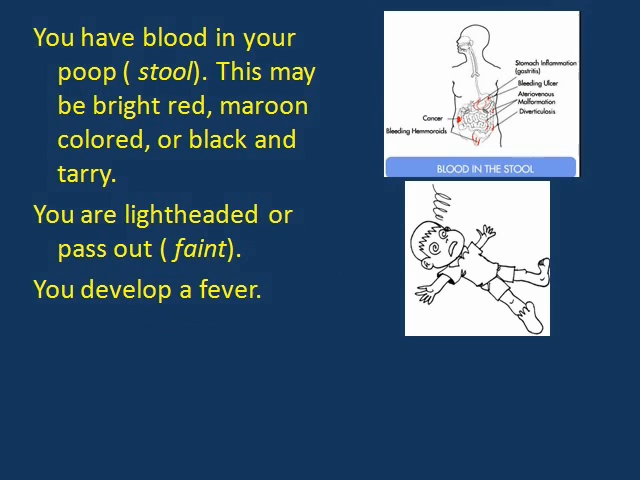 You have blood in your
poop ( stool). This may
be bright red, maroon
colored, or black and
tarry.
You are lightheaded or
pass out ( faint).
You develop a fever.
Stomach Inflammation
(gastritis)
Bleeding Ulcer
Ateriovenous
Malformation
Diverticulosis
Cancer
Bleeding Hemmoroids
BLOOD IN THE STOOL